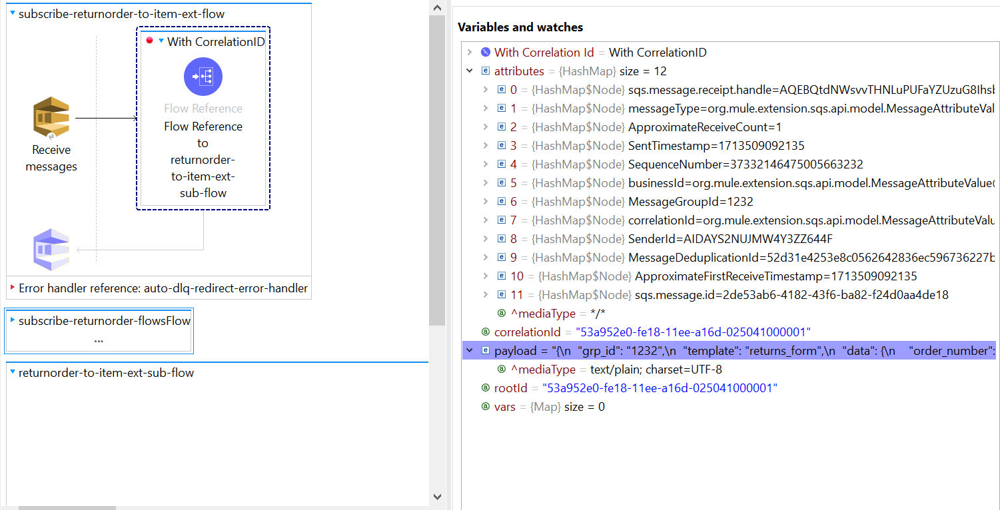 subscribe-returnorder-to-item-ext-flow
With CorrelationID
Flow Reference
Flow Reference
to
returnorder-
to-item-ext-
sub-flow
Receive
messages
Error handler reference: auto-dlq-redirect-error-handler
subscribe-returnorder-flowsFlow
...
returnorder-to-item-ext-sub-flow
Variables and watches
With Correlation Id = With CorrelationID
attributes = {HashMap} size = 12
0 = {HashMap$Node} sqs.message.receipt.handle=AQEBQtdNWsvvTHNLuPUFaYZUzuG8Ihsb
1 = {HashMap$Node} messageType=org.mule.extension.sqs.api.model.MessageAttributeVal
2 = {HashMap$Node} ApproximateReceiveCount=1
3 = {HashMap$Node} SentTimestamp=1713509092135
4 = {HashMap$Node} SequenceNumber=37332146475005663232
5 = {HashMap$Node} businessId=org.mule.extension.sqs.api.model.MessageAttributeValue(
6 = {HashMap$Node} MessageGroupId=1232
7 = {HashMap$Node} correlationId=org.mule.extension.sqs.api.model.MessageAttributeValu
8 = {HashMap$Node} SenderId=AIDAYS2NUJMW4Y3ZZ644F
9 = {HashMap$Node} MessageDeduplicationId=52d31e4253e8c0562642836ec596736227b
10 = {HashMap$Node} ApproximateFirstReceiveTimestamp=1713509092135
11 = {HashMap$Node} sqs.message.id=2de53ab6-4182-43f6-ba82-f24d0aa4de18
^mediaType = */*
correlationId = "53a952e0-fe18-11ee-a16d-025041000001"
payload = "{\n  "grp_id": "1232",\n  "template": "returns_form",\n  "data": {\n    "order_number":
^mediaType = text/plain; charset=UTF-8
rootId = "53a952e0-fe18-11ee-a16d-025041000001"
vars = {Map} size = 0